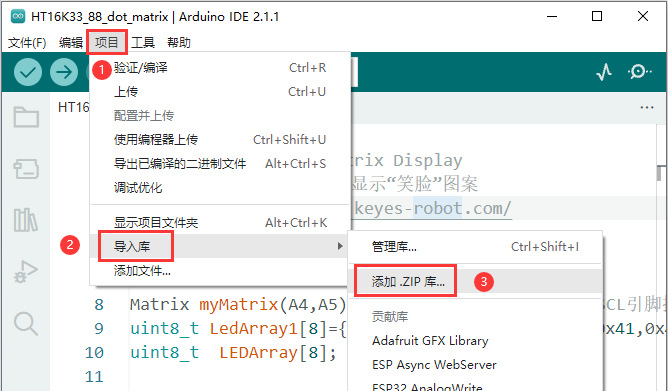 HT16K33_88_dot_matrix | Arduino IDE 2.1.1
文件(F) 编辑 项目 工具 帮助
1
验证/编译 Ctrl+R
上传 Ctrl+U
配置并上传
使用编程器上传 Ctrl+Shift+U
导出已编译的二进制文件 Alt+Ctrl+S
调试优化
显示项目文件夹 Alt+Ctrl+K
2
导入库
添加文件...
管理库... Ctrl+Shift+I
添加 .ZIP 库...
3
贡献库
Adafruit GFX Library
ESP Async WebServer
ESP32 AnalogWrite
HT16
trix Display
显示“笑脸”图案
keyes-robot.com/
8 Matrix myMatrix(A4,A5) CL引脚
9 uint8_t LedArray1[8]={ 0x41,0x
10 uint8_t LEDArray[8];
11